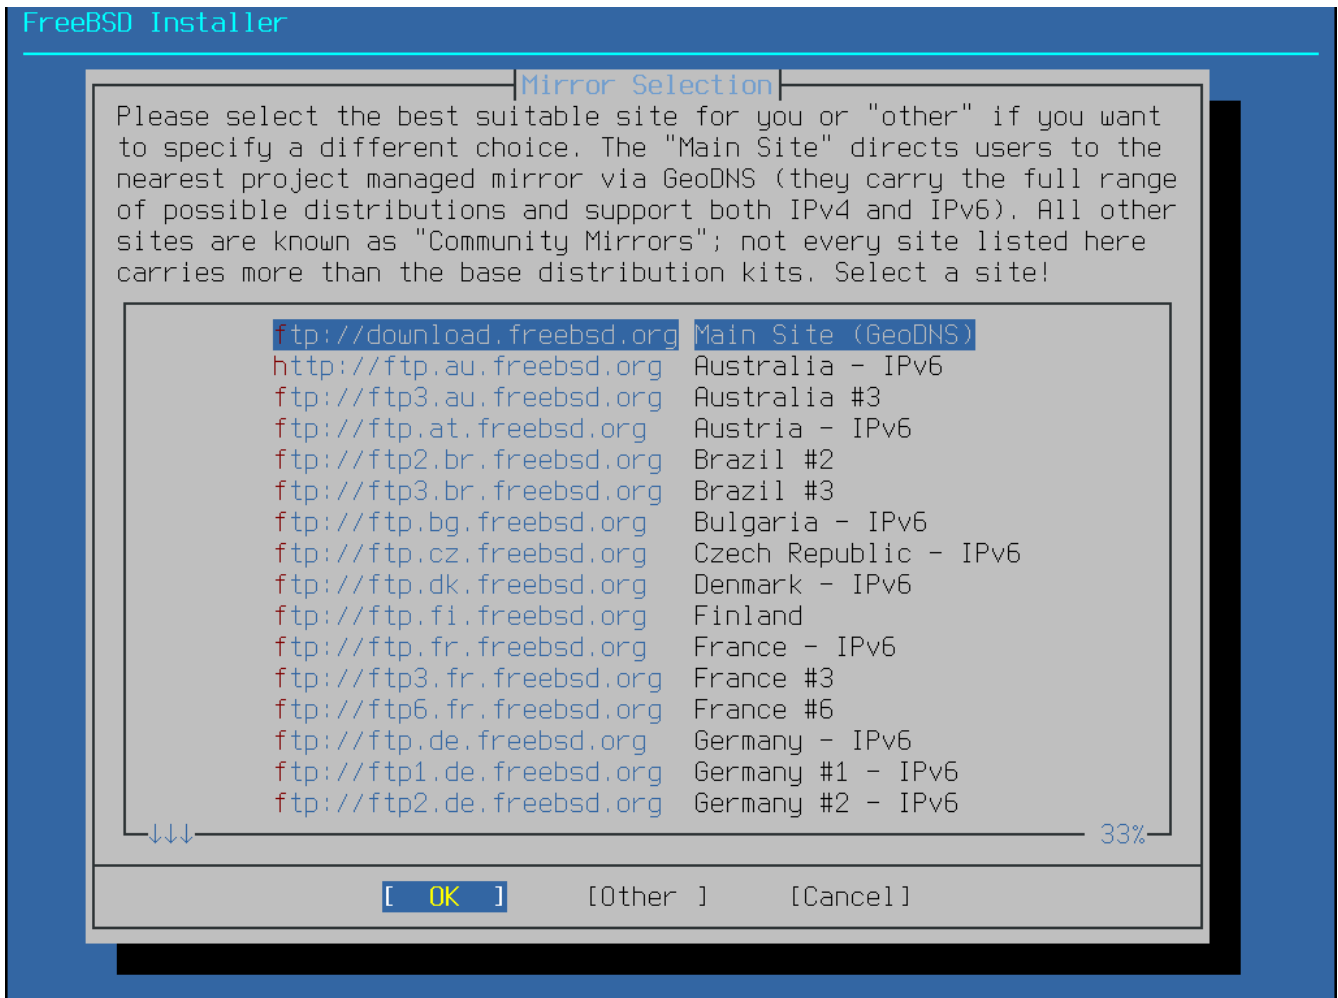 FreeBSD Installer
Mirror Selection
Please select the best suitable site for you or "other" if you want
to specify a different choice. The "Main Site" directs users to the
nearest project managed mirror via GeoDNS (they carry the full range
of possible distributions and support both IPv4 and IPv6). All other
sites are known as "Community Mirrors"; not every site listed here
carries more than the base distribution kits. Select a site!
ftp://download.freebsd.org Main Site (GeoDNS)
http://ftp.au.freebsd.org Australia - IPv6
ftp://ftp3.au.freebsd.org Australia #3
ftp://ftp.at.freebsd.org Austria - IPv6
ftp://ftp2.br.freebsd.org Brazil #2
ftp://ftp3.br.freebsd.org Brazil #3
ftp://ftp.bg.freebsd.org Bulgaria - IPv6
ftp://ftp.cz.freebsd.org Czech Republic - IPv6
ftp://ftp.dk.freebsd.org Denmark - IPv6
ftp://ftp.fi.freebsd.org Finland
ftp://ftp.fr.freebsd.org France - IPv6
ftp://ftp3.fr.freebsd.org France #3
ftp://ftp6.fr.freebsd.org France #6
ftp://ftp.de.freebsd.org Germany - IPv6
ftp://ftp1.de.freebsd.org Germany #1 - IPv6
ftp://ftp2.de.freebsd.org Germany #2 - IPv6
↓↓↓ 33%
[ OK ] [Other ] [Cancel]